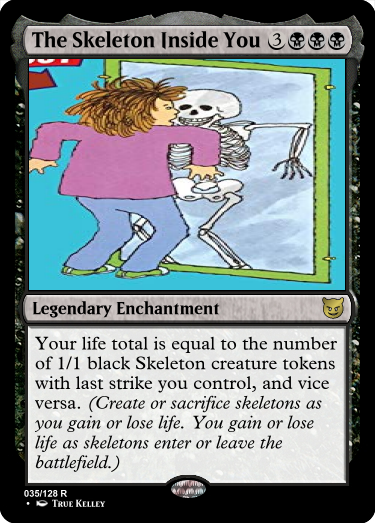 The Skeleton Inside You 3
Legendary Enchantment
Your life total is equal to the number
of 1/1 black Skeleton creature tokens
with last strike you control, and vice
versa. (Create or sacrifice skeletons as
you gain or lose life. You gain or lose
life as skeletons enter or leave the
battlefield.)
035/128 R
• TRUE KELLEY